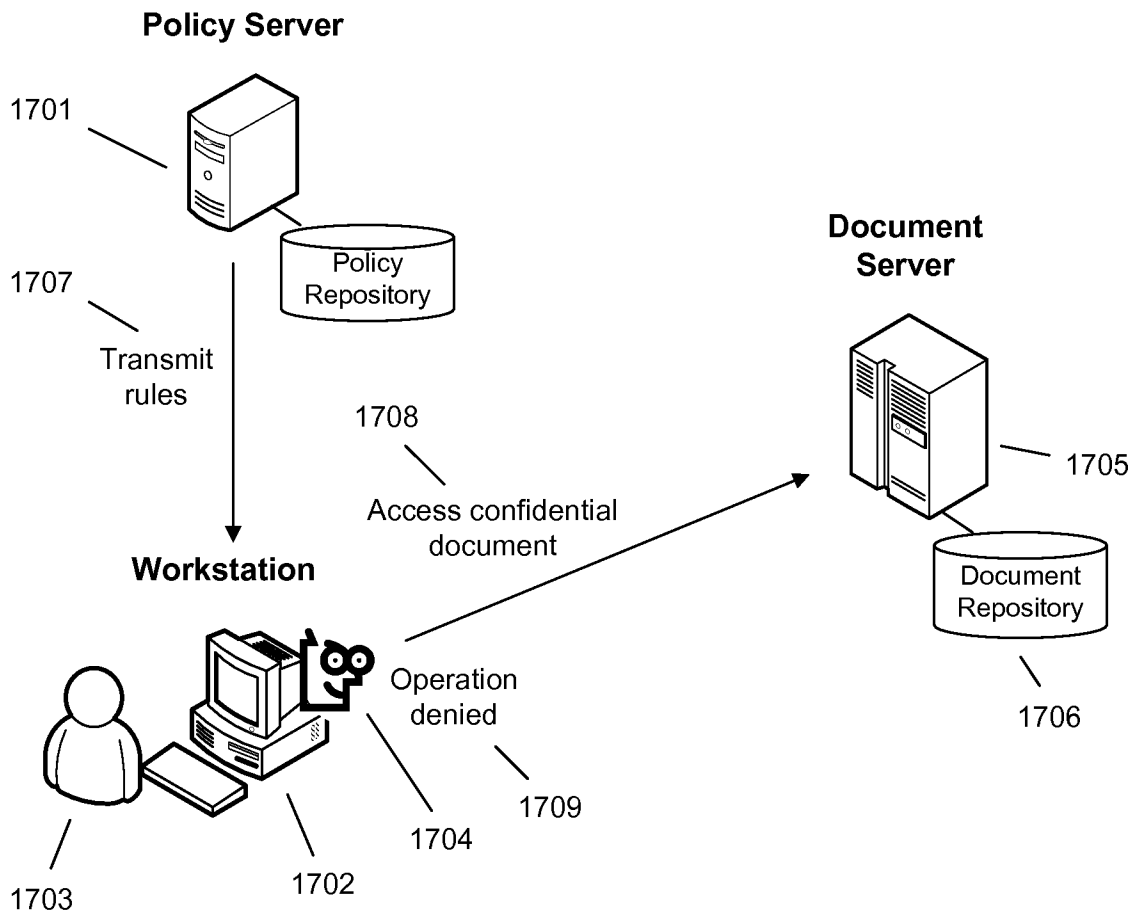 Policy Server
1701
Policy
Repository
1707
Transmit
rules
Document
Server
1708
1705
Access confidential
document
Workstation
Document
Repository
Operation
denied
1706
1709
1704
1702
1703